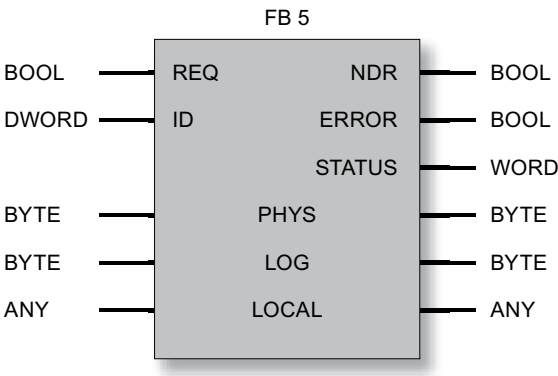 FB 5
BOOL REQ NDR BOOL
DWORD ID ERROR BOOL
STATUS WORD
BYTE PHYS BYTE
BYTE LOG BYTE
ANY LOCAL ANY